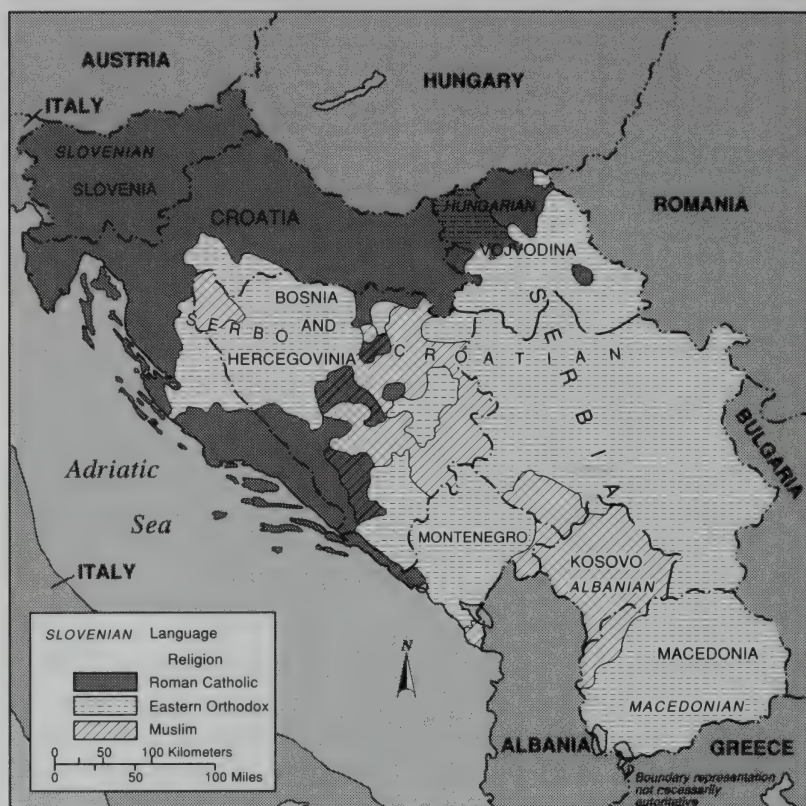 AUSTRIA
HUNGARY
ITALY
SLOVENIAN
SLOVENIA
CROATIA
HUNGARIAN
ROMANIA
VOJVODINA
BOSNIA
AND
HERCEGOVINIA
SERBO CROATIAN
SERBIA
BULGARIA
Adriatic
Sea
MONTENEGRO
ITALY
KOSOVO
ALBANIAN
MACEDONIA
MACEDONIAN
ALBANIA
GREECE
N
SLOVENIAN Language
Religion
Roman Catholic
Eastern Orthodox
Muslim
0 50 100 Kilometers
0 50 100 Miles
Boundary representation
not necessarily
autoritative